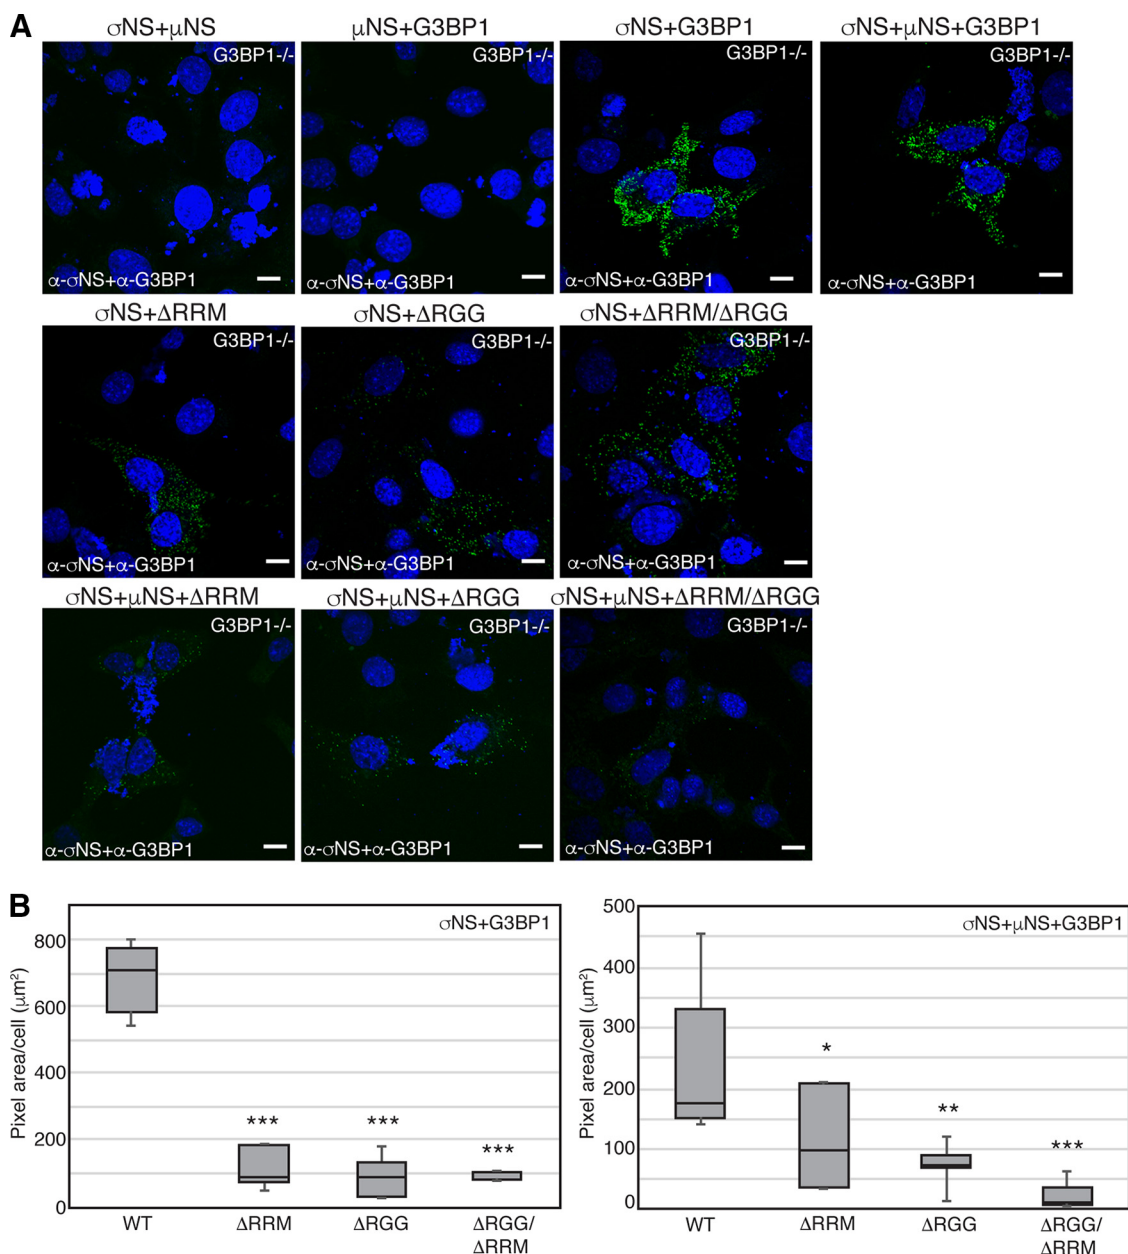 A
σNS+μNS
μNS+G3BP1
σNS+G3BP1
σNS+μNS+G3BP1
G3BP1-/-
G3BP1-/-
G3BP1-/-
G3BP1-/-
α-σNS+α-G3BP1
α-σNS+α-G3BP1
α-σNS+α-G3BP1
α-σNS+α-G3BP1
σNS+ΔRRM
σNS+ΔRGG
σNS+ΔRRM/ΔRGG
G3BP1-/-
G3BP1-/-
G3BP1-/-
α-σNS+α-G3BP1
α-σNS+α-G3BP1
α-σNS+α-G3BP1
σNS+μNS+ΔRRM
σNS+μNS+ΔRGG
σNS+μNS+ΔRRM/ΔRGG
G3BP1-/-
G3BP1-/-
G3BP1-/-
α-σNS+α-G3BP1
α-σNS+α-G3BP1
α-σNS+α-G3BP1
B
σNS+G3BP1
Pixel area/cell (μm²)
800
600
400
200
0
***
***
***
WT
ΔRRM
ΔRGG
ΔRGG/
ΔRRM
σNS+μNS+G3BP1
Pixel area/cell (μm²)
500
400
300
200
100
0
*
**
***
WT
ΔRRM
ΔRGG
ΔRGG/
ΔRRM